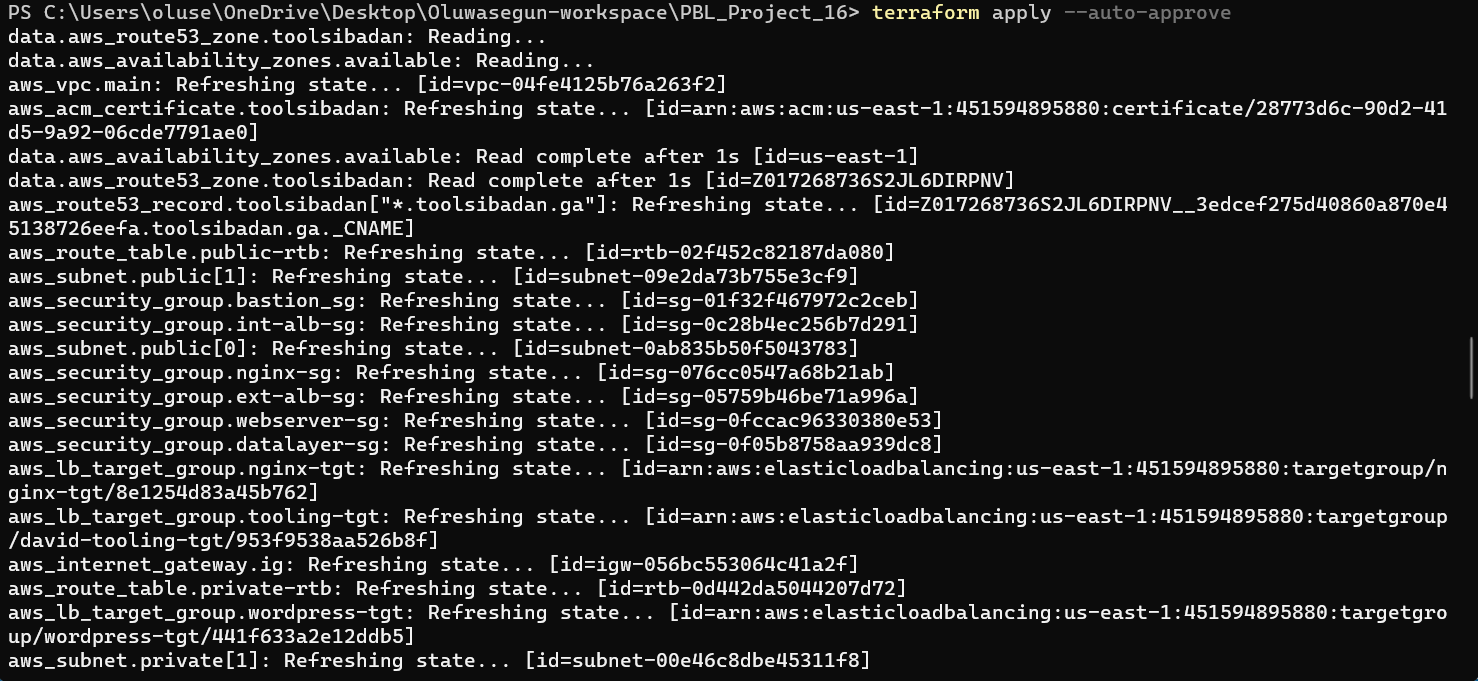 PS C:\Users\oluse\OneDrive\Desktop\Oluwasegun-workspace\PBL_Project_16> terraform apply --auto-approve
data.aws_route53_zone.toolsibadan: Reading...
data.aws_availability_zones.available: Reading...
aws_vpc.main: Refreshing state... [id=vpc-04fe4125b76a263f2]
aws_acm_certificate.toolsibadan: Refreshing state... [id=arn:aws:acm:us-east-1:451594895880:certificate/28773d6c-90d2-41
d5-9a92-06cde7791ae0]
data.aws_availability_zones.available: Read complete after 1s [id=us-east-1]
data.aws_route53_zone.toolsibadan: Read complete after 1s [id=Z017268736S2JL6DIRPNV]
aws_route53_record.toolsibadan["*.toolsibadan.ga"]: Refreshing state... [id=Z017268736S2JL6DIRPNV__3edcef275d40860a870e4
5138726eefa.toolsibadan.ga._CNAME]
aws_route_table.public-rtb: Refreshing state... [id=rtb-02f452c82187da080]
aws_subnet.public[1]: Refreshing state... [id=subnet-09e2da73b755e3cf9]
aws_security_group.bastion_sg: Refreshing state... [id=sg-01f32f467972c2ceb]
aws_security_group.int-alb-sg: Refreshing state... [id=sg-0c28b4ec256b7d291]
aws_subnet.public[0]: Refreshing state... [id=subnet-0ab835b50f5043783]
aws_security_group.nginx-sg: Refreshing state... [id=sg-076cc0547a68b21ab]
aws_security_group.ext-alb-sg: Refreshing state... [id=sg-05759b46be71a996a]
aws_security_group.webserver-sg: Refreshing state... [id=sg-0fccac96330380e53]
aws_security_group.datalayer-sg: Refreshing state... [id=sg-0f05b8758aa939dc8]
aws_lb_target_group.nginx-tgt: Refreshing state... [id=arn:aws:elasticloadbalancing:us-east-1:451594895880:targetgroup/n
ginx-tgt/8e1254d83a45b762]
aws_lb_target_group.tooling-tgt: Refreshing state... [id=arn:aws:elasticloadbalancing:us-east-1:451594895880:targetgroup
/david-tooling-tgt/953f9538aa526b8f]
aws_internet_gateway.ig: Refreshing state... [id=igw-056bc553064c41a2f]
aws_route_table.private-rtb: Refreshing state... [id=rtb-0d442da5044207d72]
aws_lb_target_group.wordpress-tgt: Refreshing state... [id=arn:aws:elasticloadbalancing:us-east-1:451594895880:targetgro
up/wordpress-tgt/441f633a2e12ddb5]
aws_subnet.private[1]: Refreshing state... [id=subnet-00e46c8dbe45311f8]